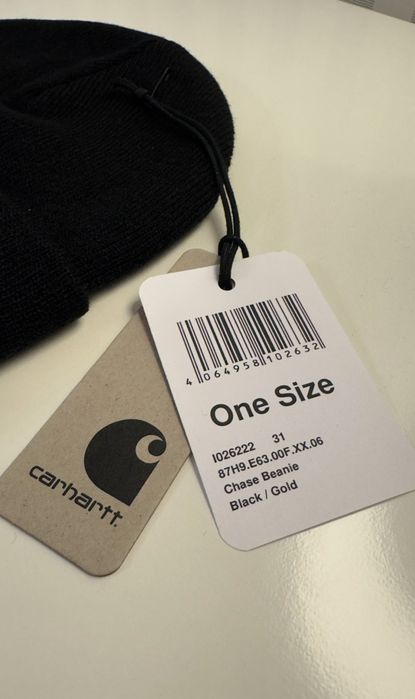 4 064958 102632
One Size
I026222 31
87H9.E63.00F.XX.06
Chase Beanie
Black / Gold
carhartt.